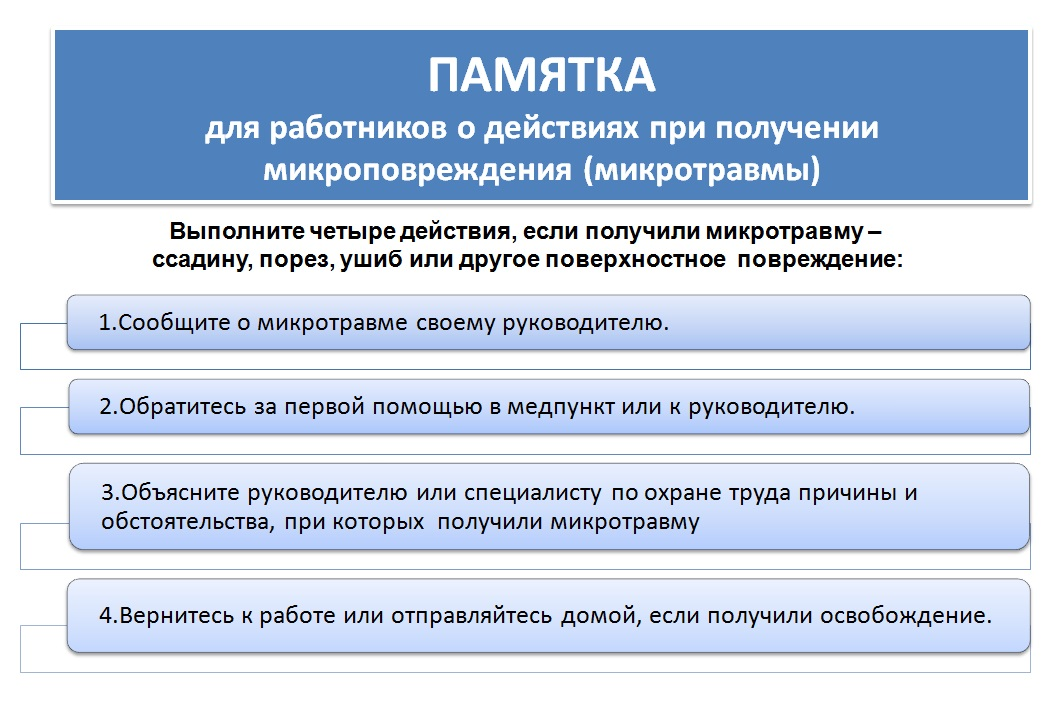 ПАМЯТКА
для работников о действиях при получении
микроповреждения (микротравмы)
Выполните четыре действия, если получили микротравму –
ссадину, порез, ушиб или другое поверхностное повреждение:
1.Сообщите о микротравме своему руководителю.
2.Обратитесь за первой помощью в медпункт или к руководителю.
3.Объясните руководителю или специалисту по охране труда причины и
обстоятельства, при которых получили микротравму
4.Вернитесь к работе или отправляйтесь домой, если получили освобождение.